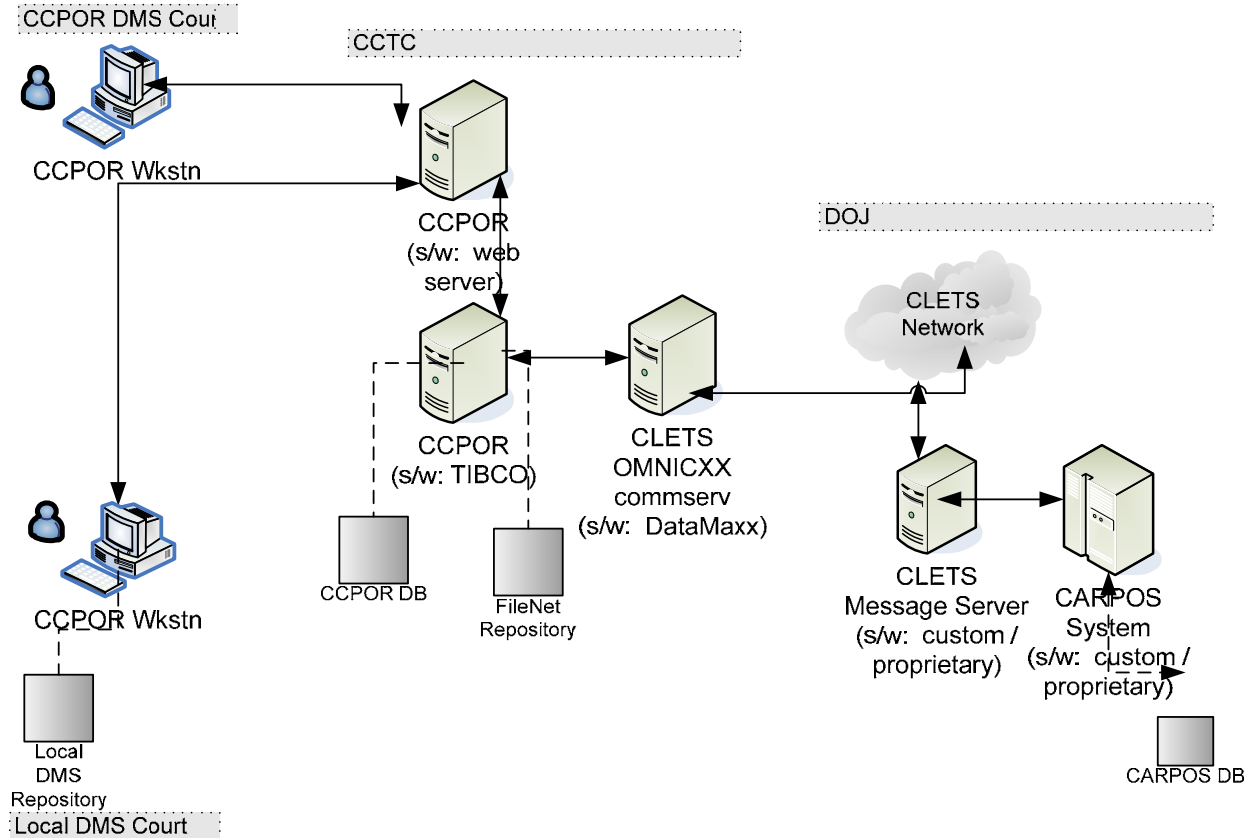 CCPOR DMS Cour
CCTC
CCPOR Wkstn
CCPOR
(s/w: web
server)
DOJ
CLETS
Network
CCPOR
(s/w: TIBCO)
CLETS
OMNICXX
commserv
(s/w: DataMaxx)
CCPOR DB
FileNet
Repository
CLETS
Message Server
(s/w: custom /
proprietary)
CARPOS
System
(s/w: custom /
proprietary)
CCPOR Wkstn
Local
DMS
Repository
CARPOS DB
Local DMS Court